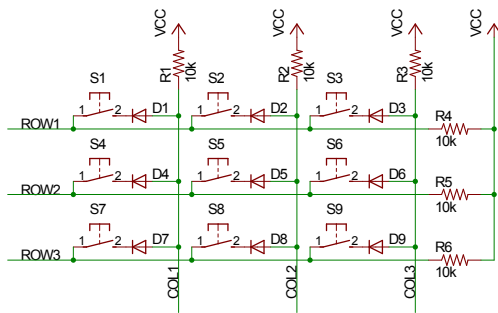 VCC VCC VCC VCC
R1 10k R2 10k R3 10k
S1 S2 S3
1 2 D1 1 2 D2 1 2 D3 R4
ROW1 10k
S4 S5 S6
1 2 D4 1 2 D5 1 2 D6 R5
ROW2 10k
S7 S8 S9
1 2 D7 1 2 D8 1 2 D9 R6
ROW3 10k
COL1 COL2 COL3